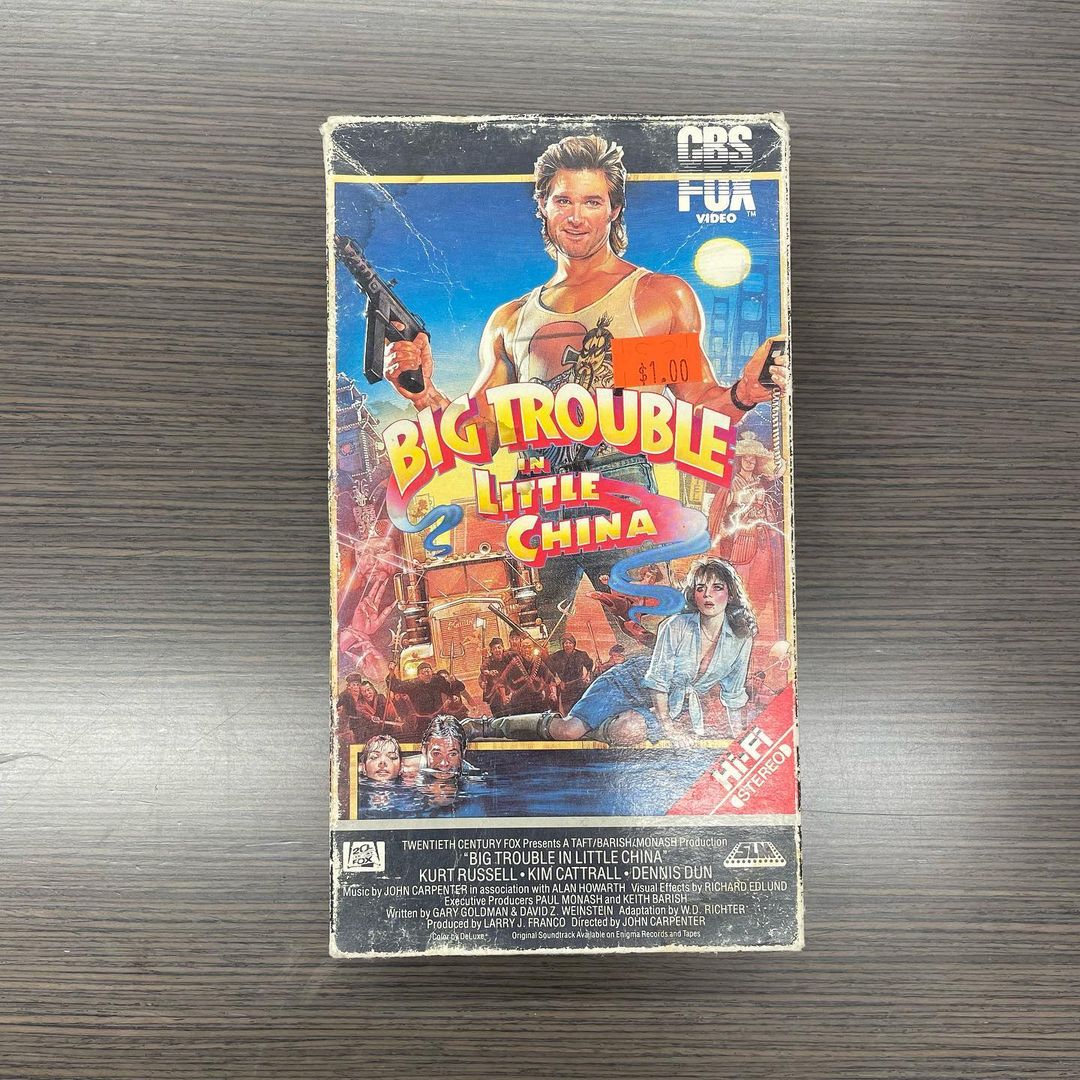 CBS
FOX
VIDEO™
$1.00
BIG TROUBLE
IN
LITTLE
CHINA
Hi-Fi
STEREO
TWENTIETH CENTURY FOX Presents A TAFT/BARISH/MONASH Production
"BIG TROUBLE IN LITTLE CHINA"
KURT RUSSELL • KIM CATTRALL • DENNIS DUN
Music by JOHN CARPENTER in association with ALAN HOWARTH Visual Effects by RICHARD EDLUND
Executive Producers PAUL MONASH and KEITH BARISH
Written by GARY GOLDMAN & DAVID Z. WEINSTEIN Adaptation by W.D. RICHTER
Produced by LARRY J. FRANCO Directed by JOHN CARPENTER
Color by DeLuxe® Original Soundtrack Available on Enigma Records and Tapes
20
FOX